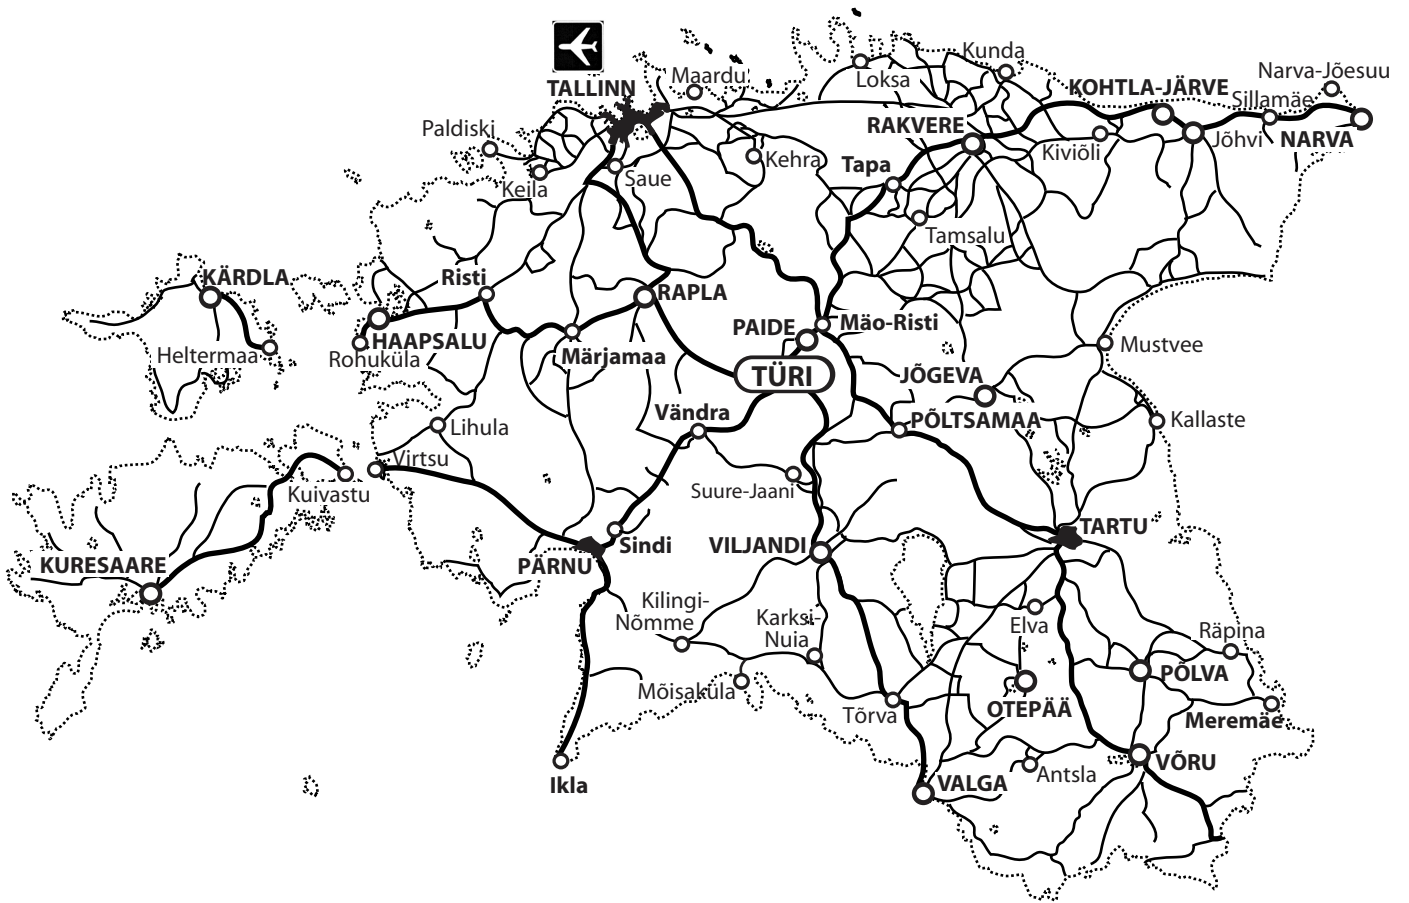 Kunda
Narva-Jõesuu
Maardu
Loksa
TALLINN
KOHTLA-JÄRVE
Sillamäe
Paldiski
RAKVERE
Jõhvi
NARVA
Kiviõli
Kehra
Tapa
Keila
Saue
Tamsalu
KÄRDLA
Risti
RAPLA
PAIDE
Mäo-Risti
HAAPSALU
Rohuküla
Heltermaa
Märjamaa
Mustvee
TÜRI
JÕGEVA
Vändra
PÕLTSAMAA
Kallaste
Lihula
Virtsu
Kuivastu
Suure-Jaani
TARTU
KURESAARE
PÄRNU
Sindi
VILJANDI
Kilingi-
Nõmme
Karksi-
Nuia
Elva
Räpina
PÕLVA
Mõisaküla
Tõrva
OTEPÄÄ
Meremäe
Ikla
VALGA
Antsla
VÕRU